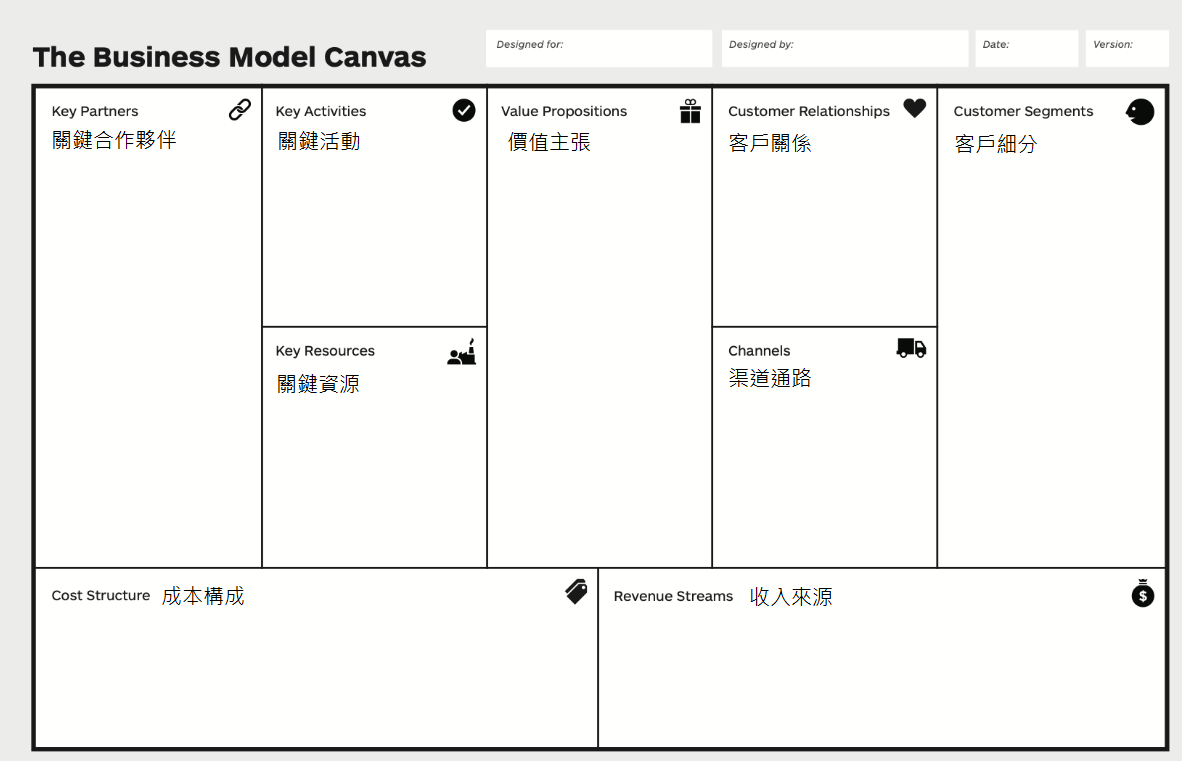 The Business Model Canvas
Designed for:
Designed by:
Date:
Version:
Key Partners
關鍵合作夥伴
Key Activities
關鍵活動
Key Resources
關鍵資源
Value Propositions
價值主張
Customer Relationships
客戶關係
Channels
渠道通路
Customer Segments
客戶細分
Cost Structure 成本構成
Revenue Streams 收入來源
$